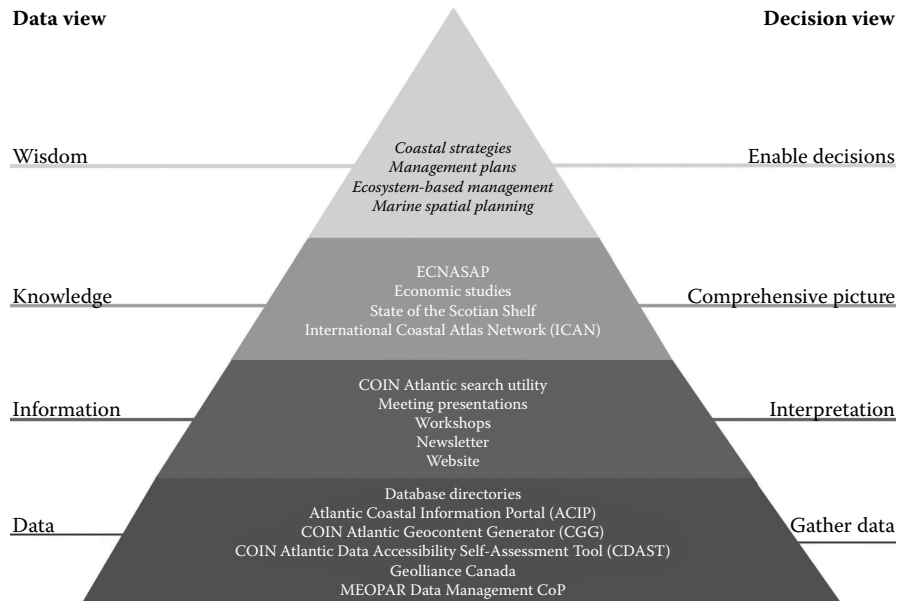 Data view
Decision view
Wisdom
Coastal strategies
Management plans
Ecosystem-based management
Marine spatial planning
Enable decisions
Knowledge
ECNASAP
Economic studies
State of the Scotian Shelf
International Coastal Atlas Network (ICAN)
Comprehensive picture
Information
COIN Atlantic search utility
Meeting presentations
Workshops
Newsletter
Website
Interpretation
Data
Database directories
Atlantic Coastal Information Portal (ACIP)
COIN Atlantic Geocontent Generator (CGG)
COIN Atlantic Data Accessibility Self-Assessment Tool (CDAST)
Geolliance Canada
MEOPAR Data Management CoP
Gather data